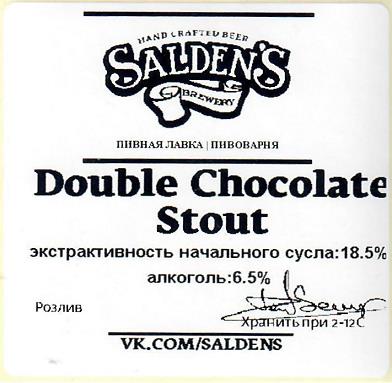 HAND CRAFTED BEER
SALDEN'S
BREWERY
ПИВНАЯ ЛАВКА | ПИВОВАРНЯ
Double Chocolate
Stout
экстрактивность начального сусла:18.5%
алкоголь:6.5%
Розлив
Хранить при 2-12С
VK.COM/SALDENS